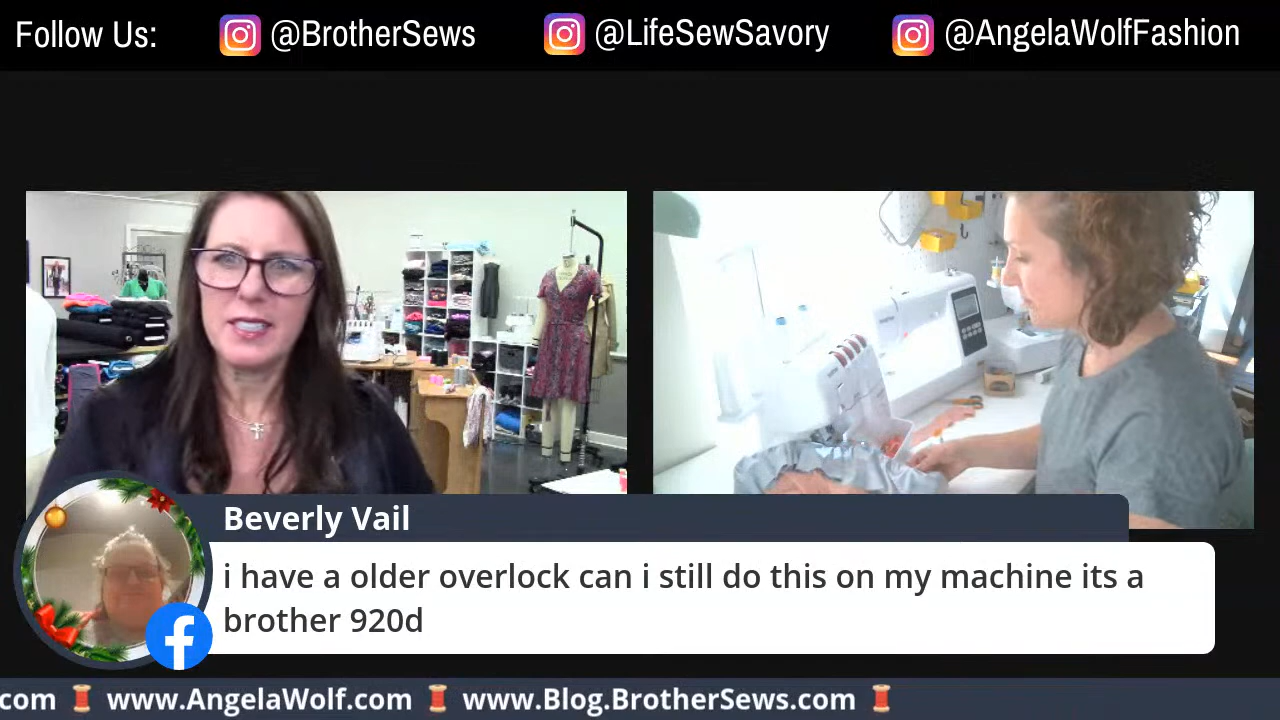 Follow Us: @BrotherSews @LifeSewSavory @AngelaWolfFashion
Beverly Vail
i have a older overlock can i still do this on my machine its a
brother 920d
com www.AngelaWolf.com www.Blog.BrotherSews.com